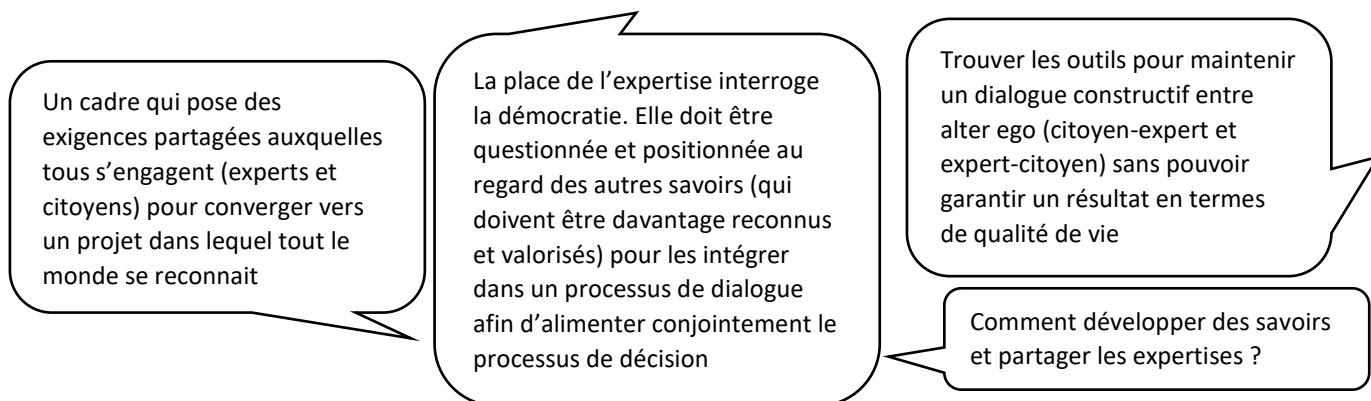 Un cadre qui pose des
exigences partagées auxquelles
tous s’engagent (experts et
citoyens) pour converger vers
un projet dans lequel tout le
monde se reconnait
La place de l’expertise interroge
la démocratie. Elle doit être
questionnée et positionnée au
regard des autres savoirs (qui
doivent être davantage reconnus
et valorisés) pour les intégrer
dans un processus de dialogue
afin d’alimenter conjointement le
processus de décision
Trouver les outils pour maintenir
un dialogue constructif entre
alter ego (citoyen-expert et
expert-citoyen) sans pouvoir
garantir un résultat en termes
de qualité de vie
Comment développer des savoirs
et partager les expertises ?